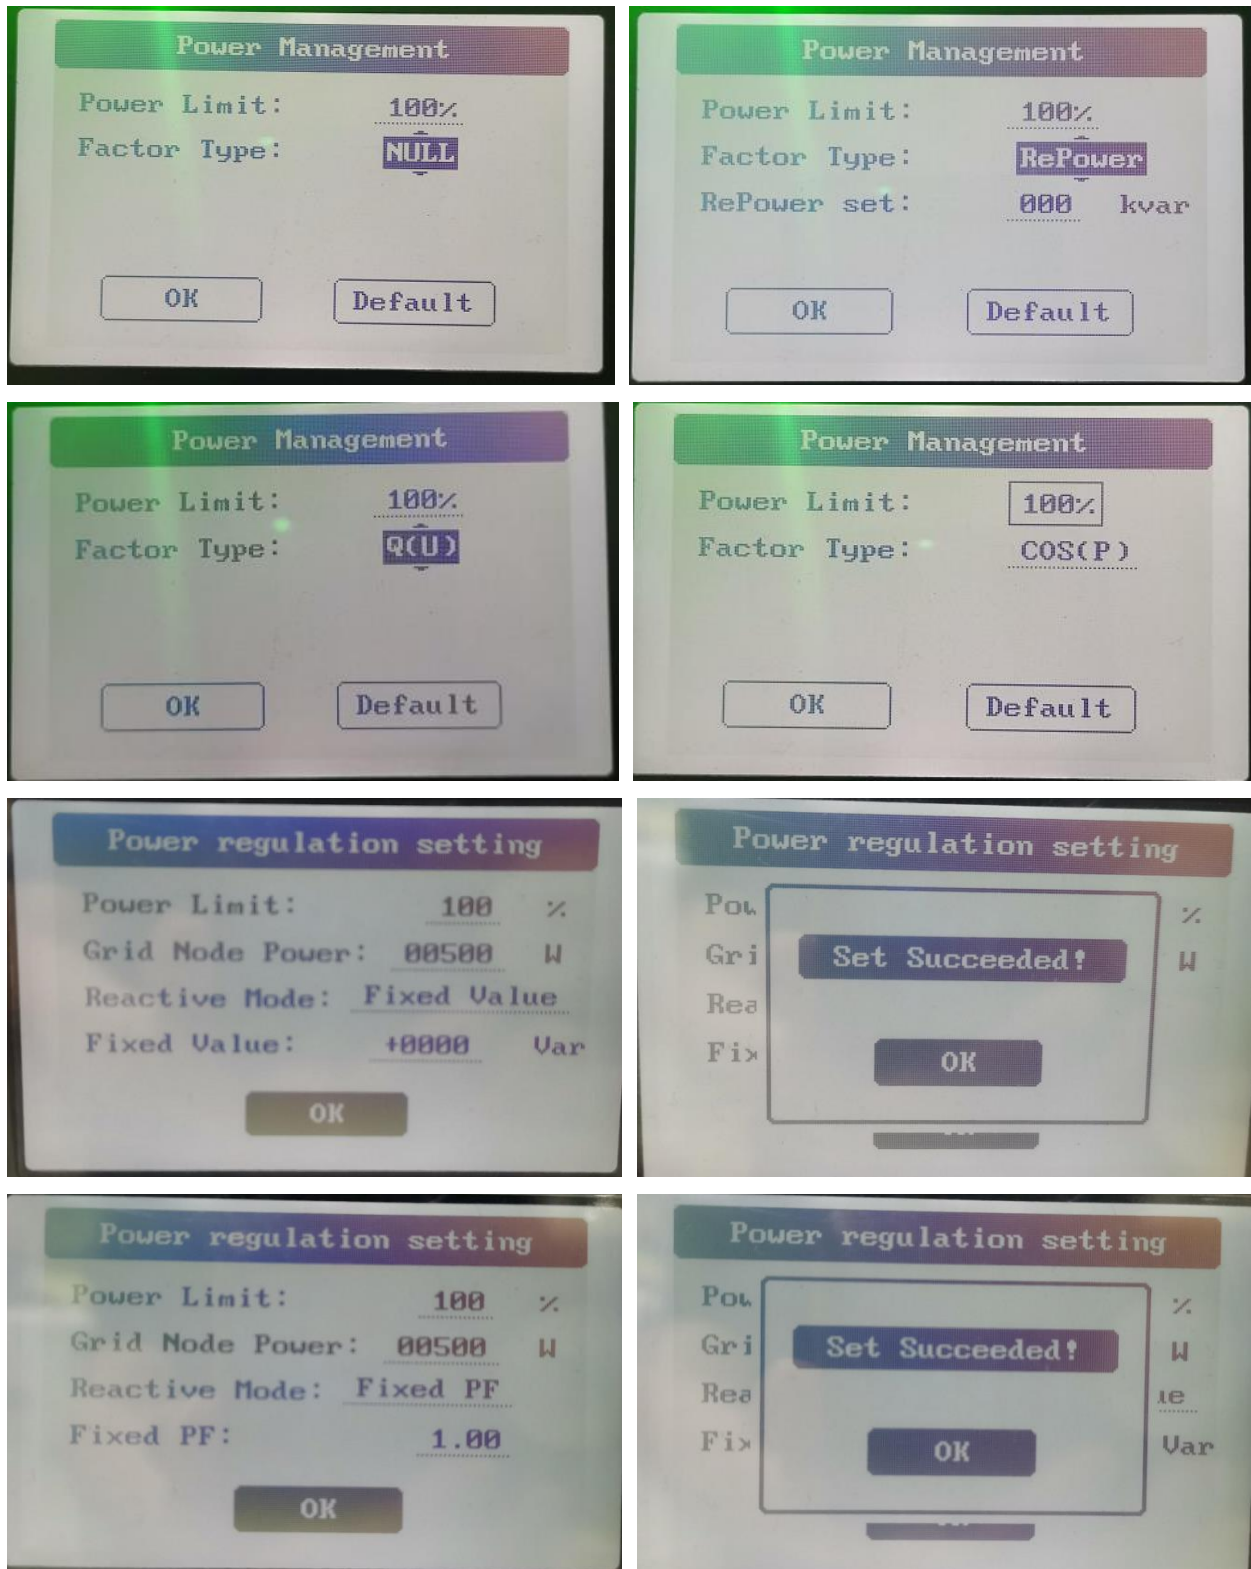 Power Management
Power Limit: 100%
Factor Type: NULL
OK Default
Power Management
Power Limit: 100%
Factor Type: RePower
RePower set: 000 kvar
OK Default
Power Management
Power Limit: 100%
Factor Type: Q(U)
OK Default
Power Management
Power Limit: 100%
Factor Type: COS(P)
OK Default
Power regulation setting
Power Limit: 100 %
Grid Node Power: 00500 W
Reactive Mode: Fixed Value
Fixed Value: +0000 Var
OK
Power regulation setting
Pow %
Set Succeeded!
Gri W
Rea
Fix
OK
Power regulation setting
Power Limit: 100 %
Grid Node Power: 00500 W
Reactive Mode: Fixed PF
Fixed PF: 1.00
OK
Power regulation setting
Pow %
Set Succeeded!
Gri W
Rea ue
Fix Var
OK